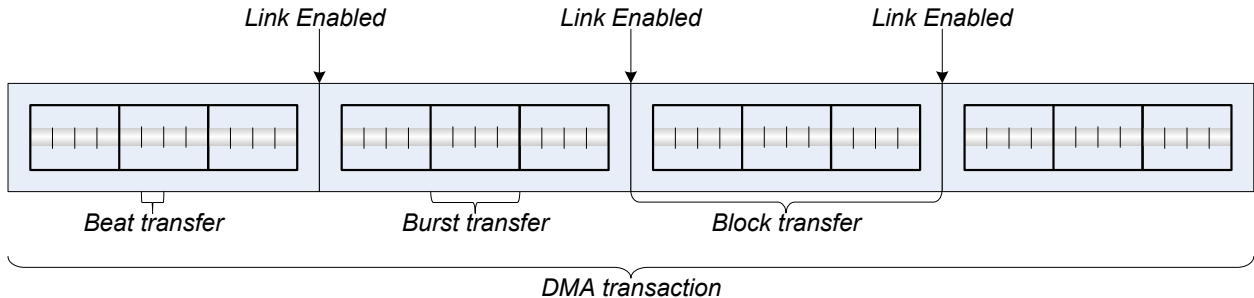 Link Enabled
Link Enabled
Link Enabled
Beat transfer
Burst transfer
Block transfer
DMA transaction